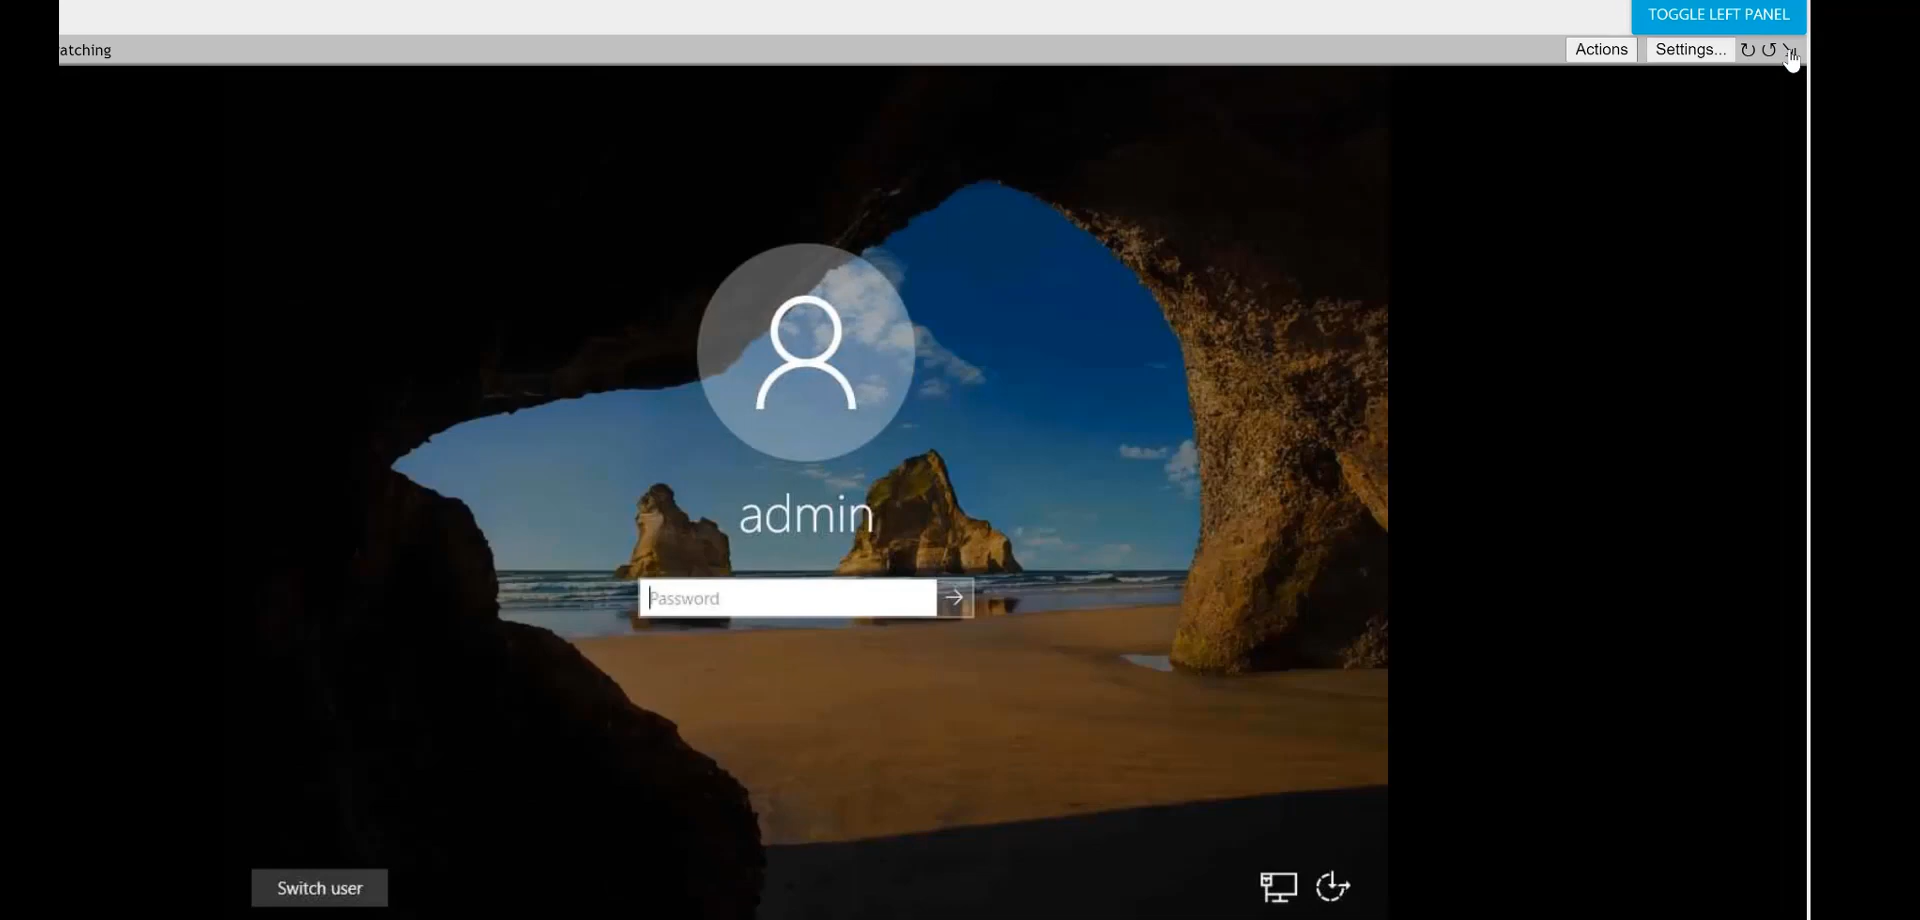 TOGGLE LEFT PANEL
atching
Actions
Settings...
admin
Password
Switch user